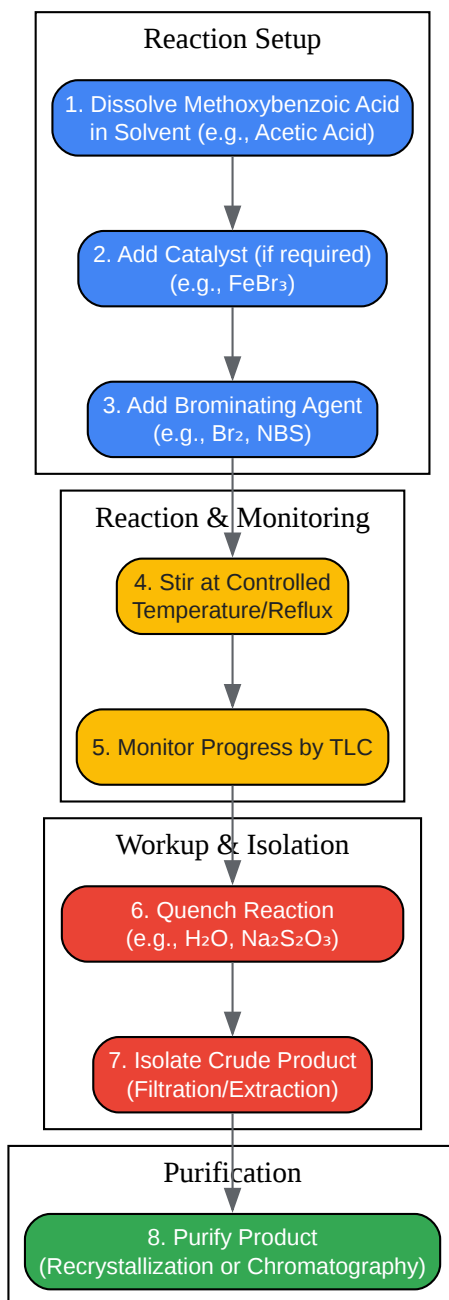 Reaction Setup
1. Dissolve Methoxybenzoic Acid
in Solvent (e.g., Acetic Acid)
2. Add Catalyst (if required)
(e.g., FeBr₃)
3. Add Brominating Agent
(e.g., Br₂, NBS)
Reaction & Monitoring
4. Stir at Controlled
Temperature/Reflux
5. Monitor Progress by TLC
Workup & Isolation
6. Quench Reaction
(e.g., H₂O, Na₂S₂O₃)
7. Isolate Crude Product
(Filtration/Extraction)
Purification
8. Purify Product
(Recrystallization or Chromatography)